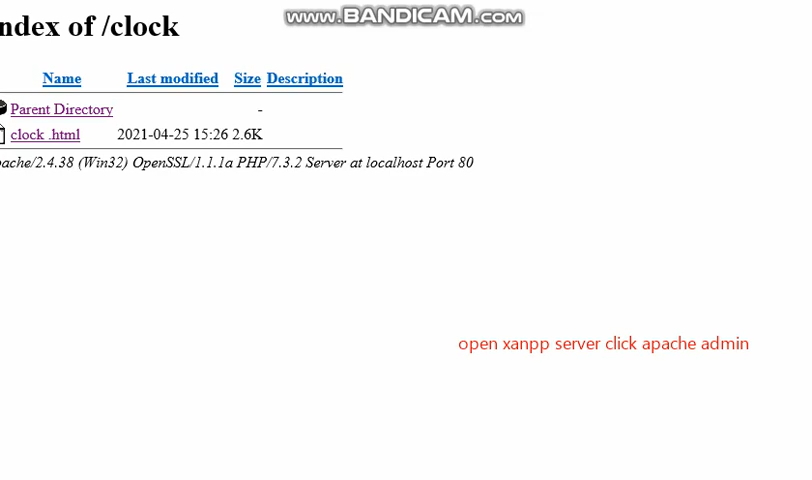 www.BANDICAM.com
ndex of /clock
Name Last modified Size Description
Parent Directory -
clock .html 2021-04-25 15:26 2.6K
pache/2.4.38 (Win32) OpenSSL/1.1.1a PHP/7.3.2 Server at localhost Port 80
open xanpp server click apache admin